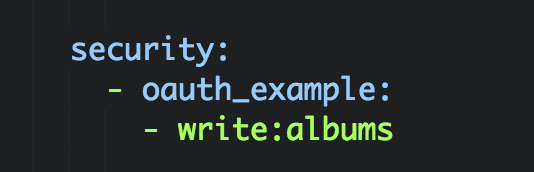 security:
- oauth_example:
- write:albums